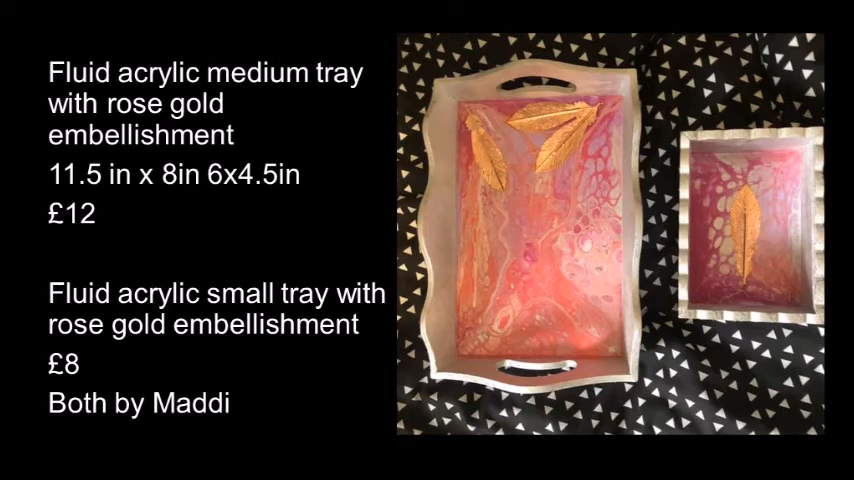 Fluid acrylic medium tray
with rose gold
embellishment
11.5 in x 8in 6x4.5in
£12
Fluid acrylic small tray with
rose gold embellishment
£8
Both by Maddi